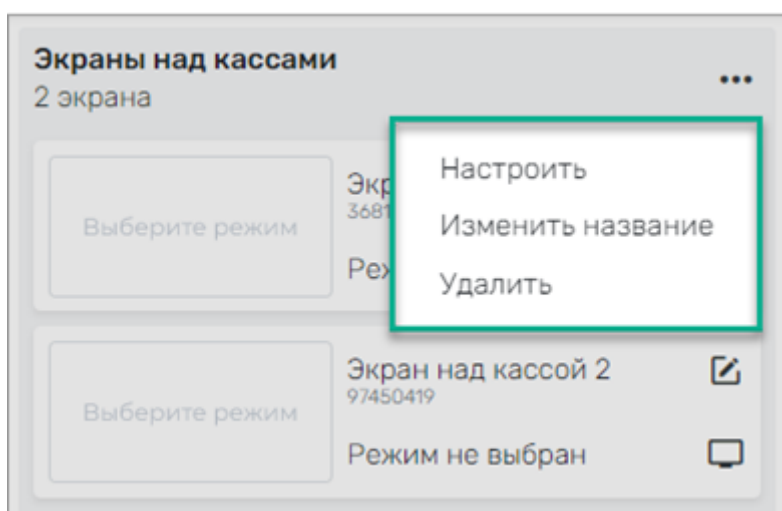 Экраны над кассами
2 экрана
Настроить
Изменить название
Удалить
Выберите режим
3681
Экран над кассой 2
97450419
Выберите режим
Режим не выбран